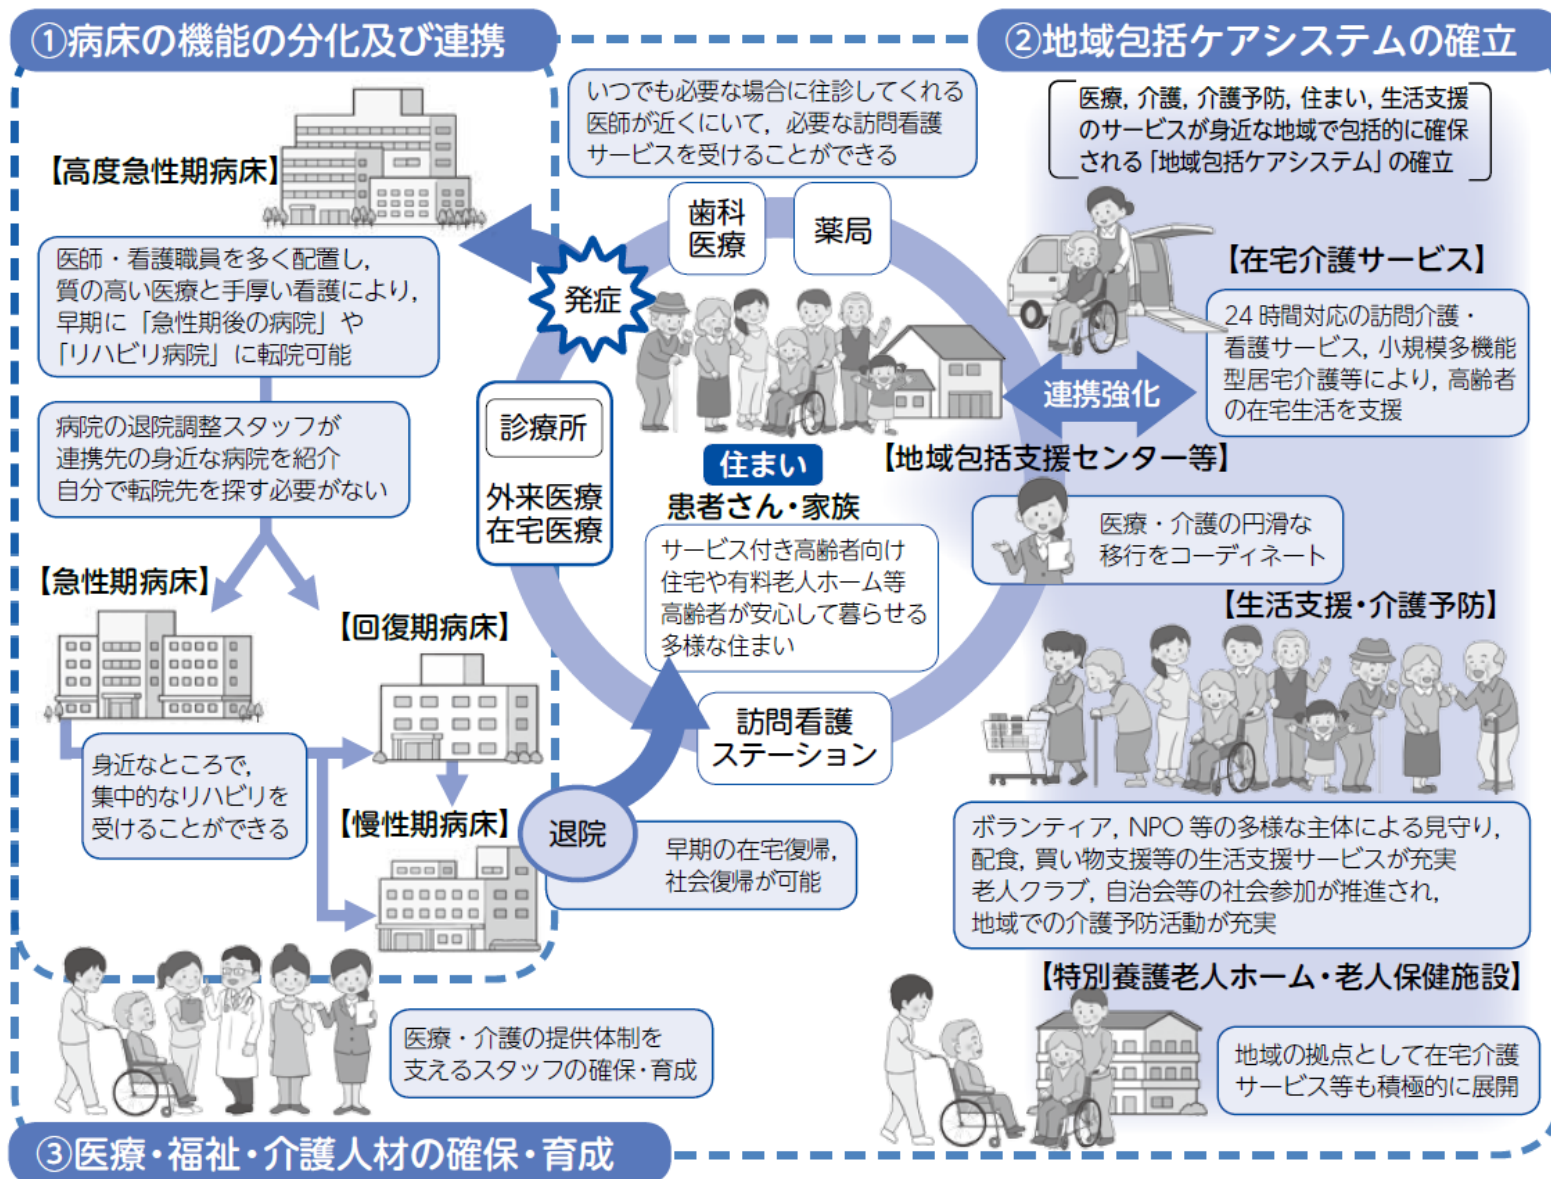 ①病床の機能の分化及び連携
【高度急性期病床】
医師・看護職員を多く配置し,
質の高い医療と手厚い看護により,
早期に「急性期後の病院」や
「リハビリ病院」に転院可能
病院の退院調整スタッフが
連携先の身近な病院を紹介
自分で転院先を探す必要がない
【急性期病床】
【回復期病床】
身近なところで,
集中的なリハビリを
受けることができる
【慢性期病床】
退院
早期の在宅復帰,
社会復帰が可能
いつでも必要な場合に往診してくれる
医師が近くにいて, 必要な訪問看護
サービスを受けることができる
歯科
医療
薬局
発症
診療所
外来医療
在宅医療
住まい
患者さん・家族
サービス付き高齢者向け
住宅や有料老人ホーム等
高齢者が安心して暮らせる
多様な住まい
訪問看護
ステーション
②地域包括ケアシステムの確立
医療, 介護, 介護予防, 住まい, 生活支援
のサービスが身近な地域で包括的に確保
される「地域包括ケアシステム」の確立
【在宅介護サービス】
24時間対応の訪問介護・
看護サービス, 小規模多機能
型居宅介護等により, 高齢者
の在宅生活を支援
連携強化
【地域包括支援センター等】
医療・介護の円滑な
移行をコーディネート
【生活支援・介護予防】
ボランティア, NPO等の多様な主体による見守り,
配食, 買い物支援等の生活支援サービスが充実
老人クラブ, 自治会等の社会参加が推進され,
地域での介護予防活動が充実
【特別養護老人ホーム・老人保健施設】
地域の拠点として在宅介護
サービス等も積極的に展開
医療・介護の提供体制を
支えるスタッフの確保・育成
③医療・福祉・介護人材の確保・育成